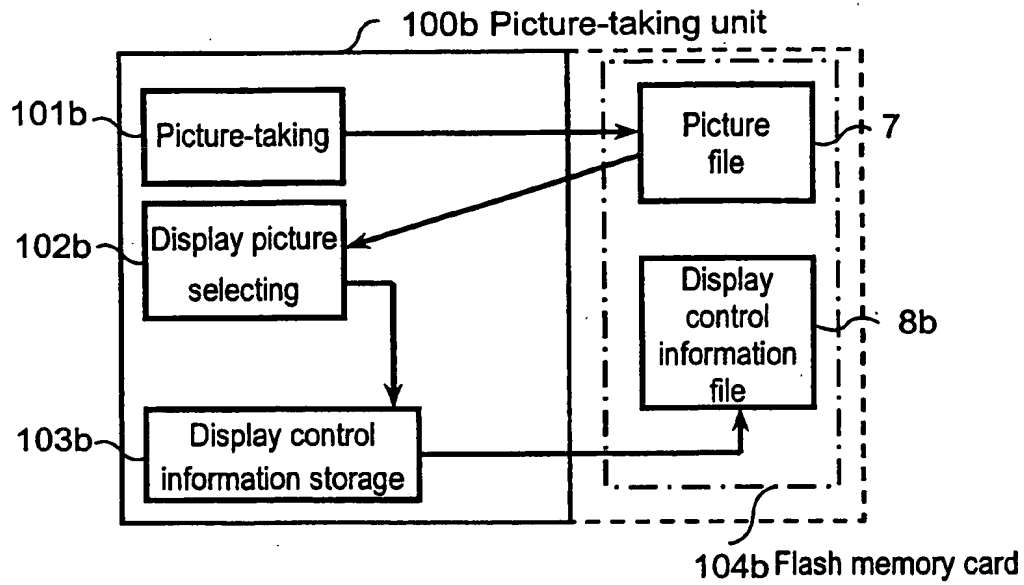 100b Picture-taking unit
101b
Picture-taking
Picture
file
7
102b
Display picture
selecting
Display
control
information
file
8b
103b
Display control
information storage
104b Flash memory card